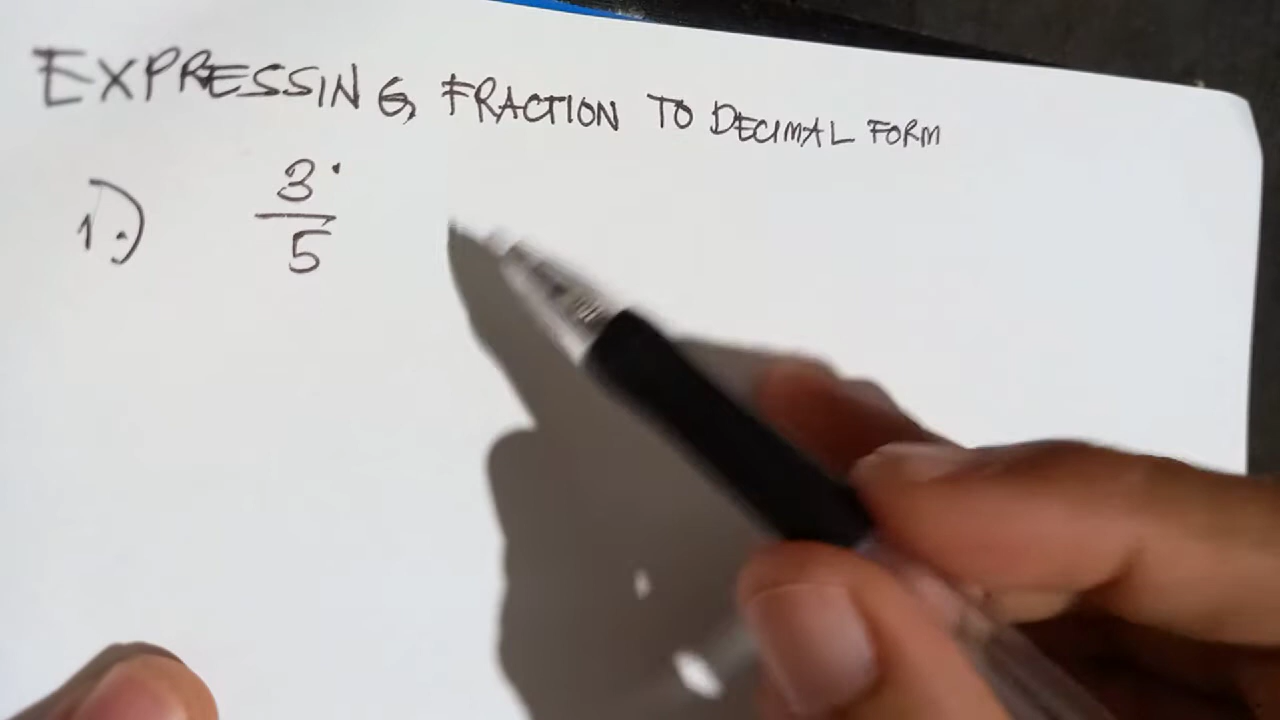 EXPRESSING FRACTION TO DECIMAL FORM
1.) 3/5